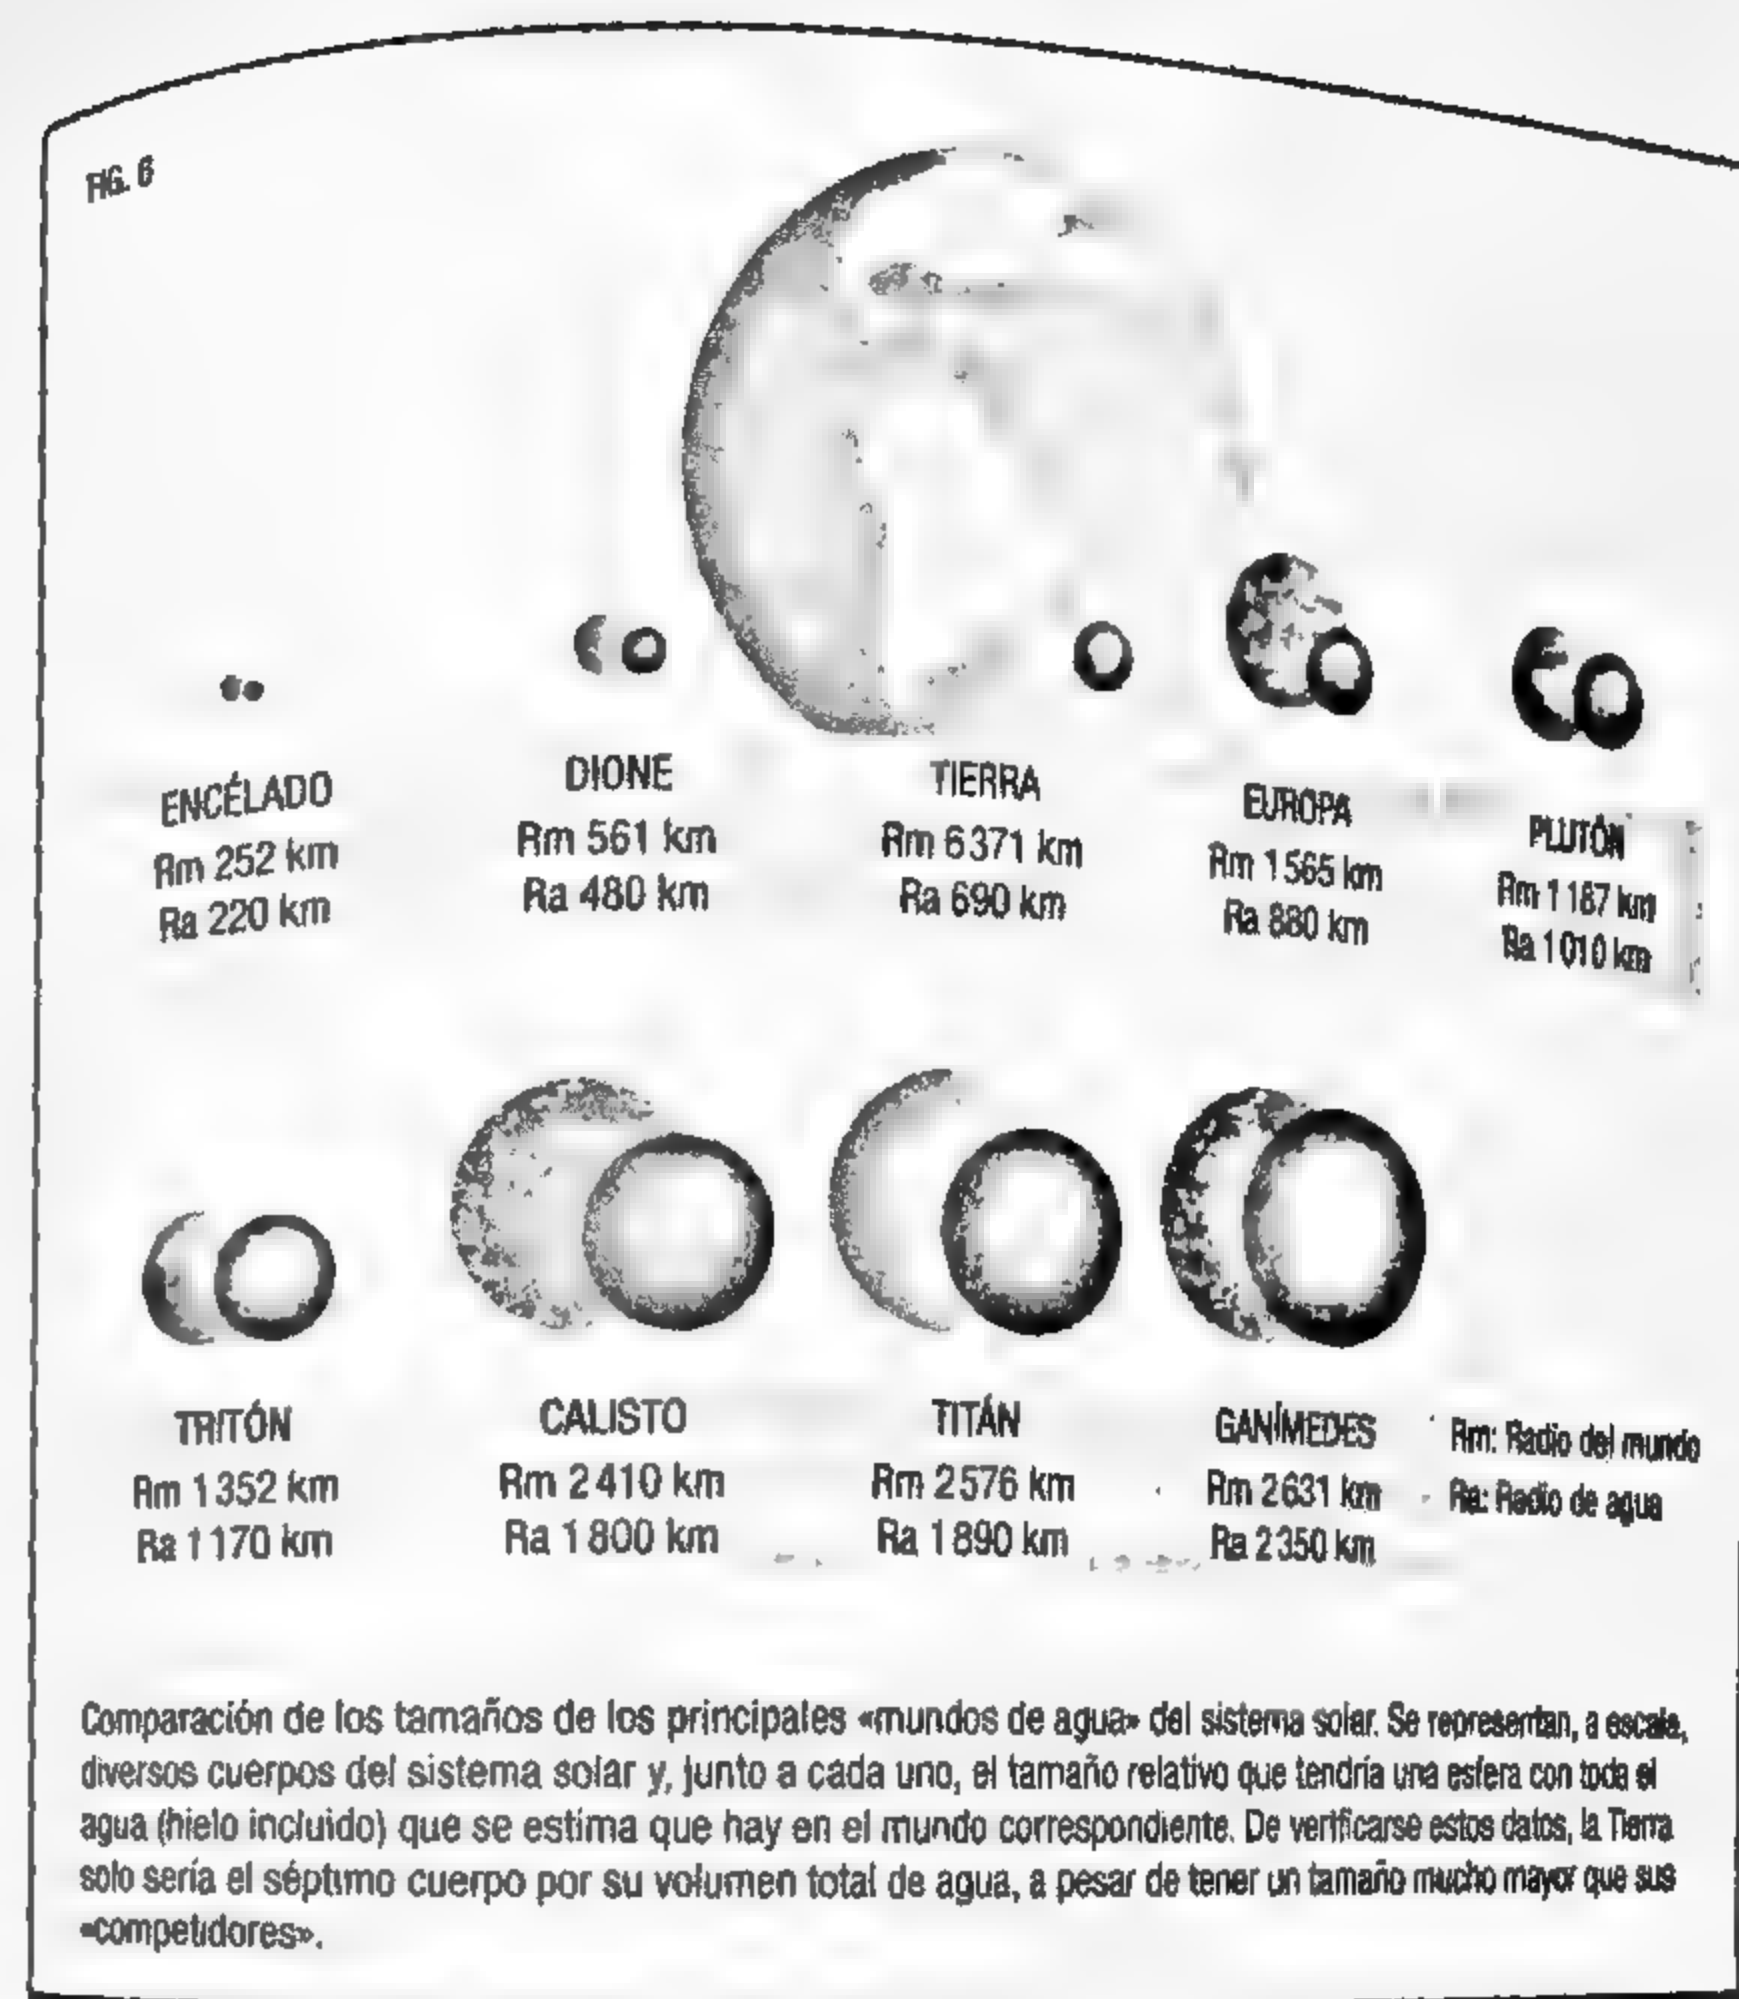 FIG. 6
ENCÉLADO
Rm 252 km
Ra 220 km
DIONE
Rm 561 km
Ra 480 km
TIERRA
Rm 6371 km
Ra 690 km
EUROPA
Rm 1565 km
Ra 880 km
PLUTÓN
Rm 1187 km
Ra 1010 km
TRITÓN
Rm 1352 km
Ra 1170 km
CALISTO
Rm 2410 km
Ra 1800 km
TITÁN
Rm 2576 km
Ra 1890 km
GANÍMEDES
Rm 2631 km
Ra 2350 km
Rm: Radio del mundo
Ra: Radio de agua
Comparación de los tamaños de los principales «mundos de agua» del sistema solar. Se representan, a escala,
diversos cuerpos del sistema solar y, junto a cada uno, el tamaño relativo que tendría una esfera con toda el
agua (hielo incluido) que se estima que hay en el mundo correspondiente. De verificarse estos datos, la Tierra
solo sería el séptimo cuerpo por su volumen total de agua, a pesar de tener un tamaño mucho mayor que sus
«competidores».